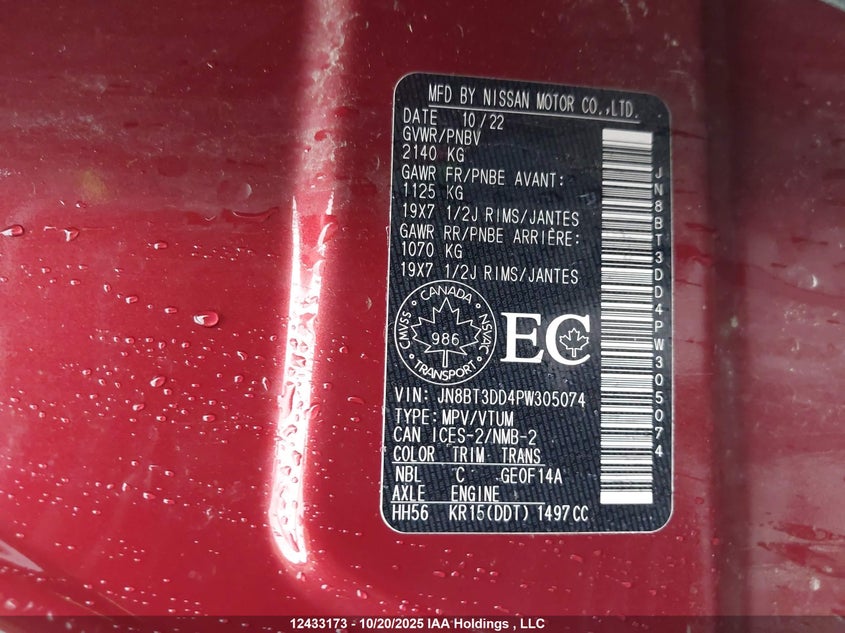 MFD BY NISSAN MOTOR CO.,LTD.
DATE 10/22
GVWR/PNBV
2140 KG
GAWR FR/PNBE AVANT:
1125 KG
19X7 1/2J RIMS/JANTES
GAWR RR/PNBE ARRIÈRE:
1070 KG
19X7 1/2J RIMS/JANTES
CANADA
SVAWT
986
NSVAC
TRANSPORT
EC
VIN: JN8BT3DD4PW305074
TYPE: MPV/VTUM
CAN ICES-2/NMB-2
COLOR TRIM TRANS
NBL C GEOF14A
AXLE ENGINE
HH56 KR15(DDT) 1497CC
JN8BT3DD4PW305074
12433173 - 10/20/2025 IAA Holdings , LLC